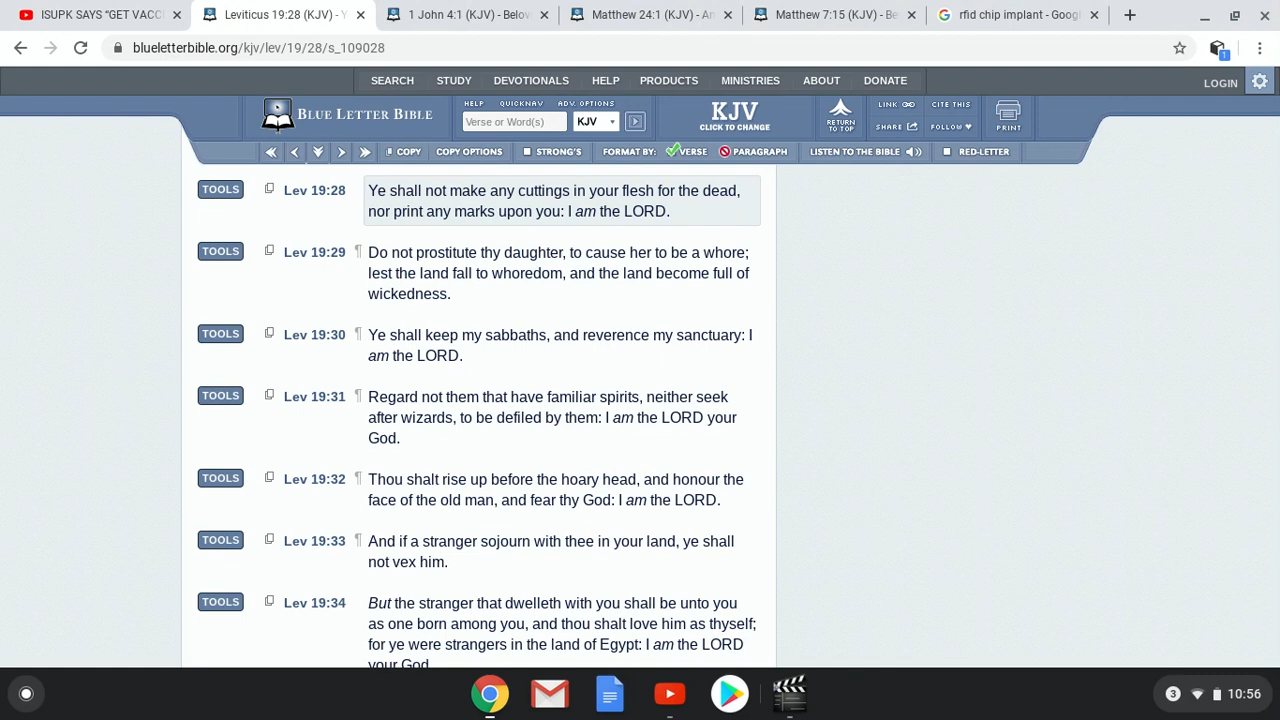 ISUPK SAYS “GET VACC
Leviticus 19:28 (KJV) - Y
1 John 4:1 (KJV) - Belov
Matthew 24:1 (KJV) - An
Matthew 7:15 (KJV) - Be
rfid chip implant - Goog
blueletterbible.org/kjv/lev/19/28/s_109028
1
SEARCH STUDY DEVOTIONALS HELP PRODUCTS MINISTRIES ABOUT DONATE
LOGIN
BLUE LETTER BIBLE
HELP QUICKNAV ADV. OPTIONS
Verse or Word(s)
KJV
KJV
CLICK TO CHANGE
RETURN
TO TOP
LINK
CITE THIS
SHARE
FOLLOW
PRINT
COPY COPY OPTIONS STRONG'S FORMAT BY: VERSE PARAGRAPH LISTEN TO THE BIBLE RED-LETTER
TOOLS Lev 19:28 Ye shall not make any cuttings in your flesh for the dead,
nor print any marks upon you: I am the LORD.
TOOLS Lev 19:29 ¶ Do not prostitute thy daughter, to cause her to be a whore;
lest the land fall to whoredom, and the land become full of
wickedness.
TOOLS Lev 19:30 ¶ Ye shall keep my sabbaths, and reverence my sanctuary: I
am the LORD.
TOOLS Lev 19:31 ¶ Regard not them that have familiar spirits, neither seek
after wizards, to be defiled by them: I am the LORD your
God.
TOOLS Lev 19:32 ¶ Thou shalt rise up before the hoary head, and honour the
face of the old man, and fear thy God: I am the LORD.
TOOLS Lev 19:33 ¶ And if a stranger sojourn with thee in your land, ye shall
not vex him.
TOOLS Lev 19:34 But the stranger that dwelleth with you shall be unto you
as one born among you, and thou shalt love him as thyself;
for ye were strangers in the land of Egypt: I am the LORD
your God.
3 10:56